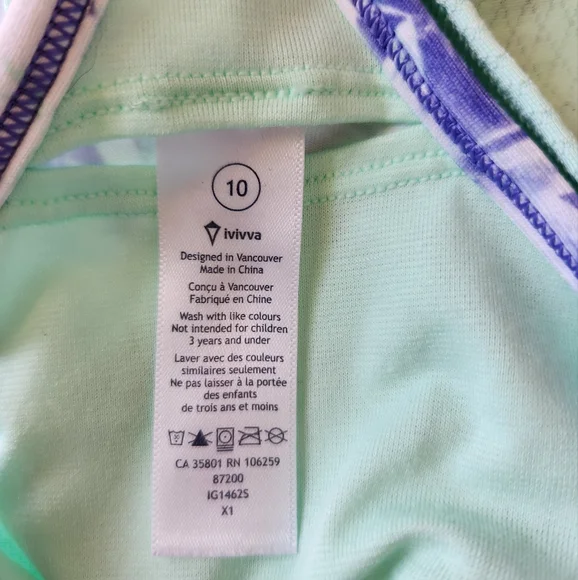 10
ivivva
Designed in Vancouver
Made in China
Conçu à Vancouver
Fabriqué en Chine
Wash with like colours
Not intended for children
3 years and under
Laver avec des couleurs
similaires seulement
Ne pas laisser à la portée
des enfants
de trois ans et moins
CA 35801 RN 106259
87200
IG1462S
X1